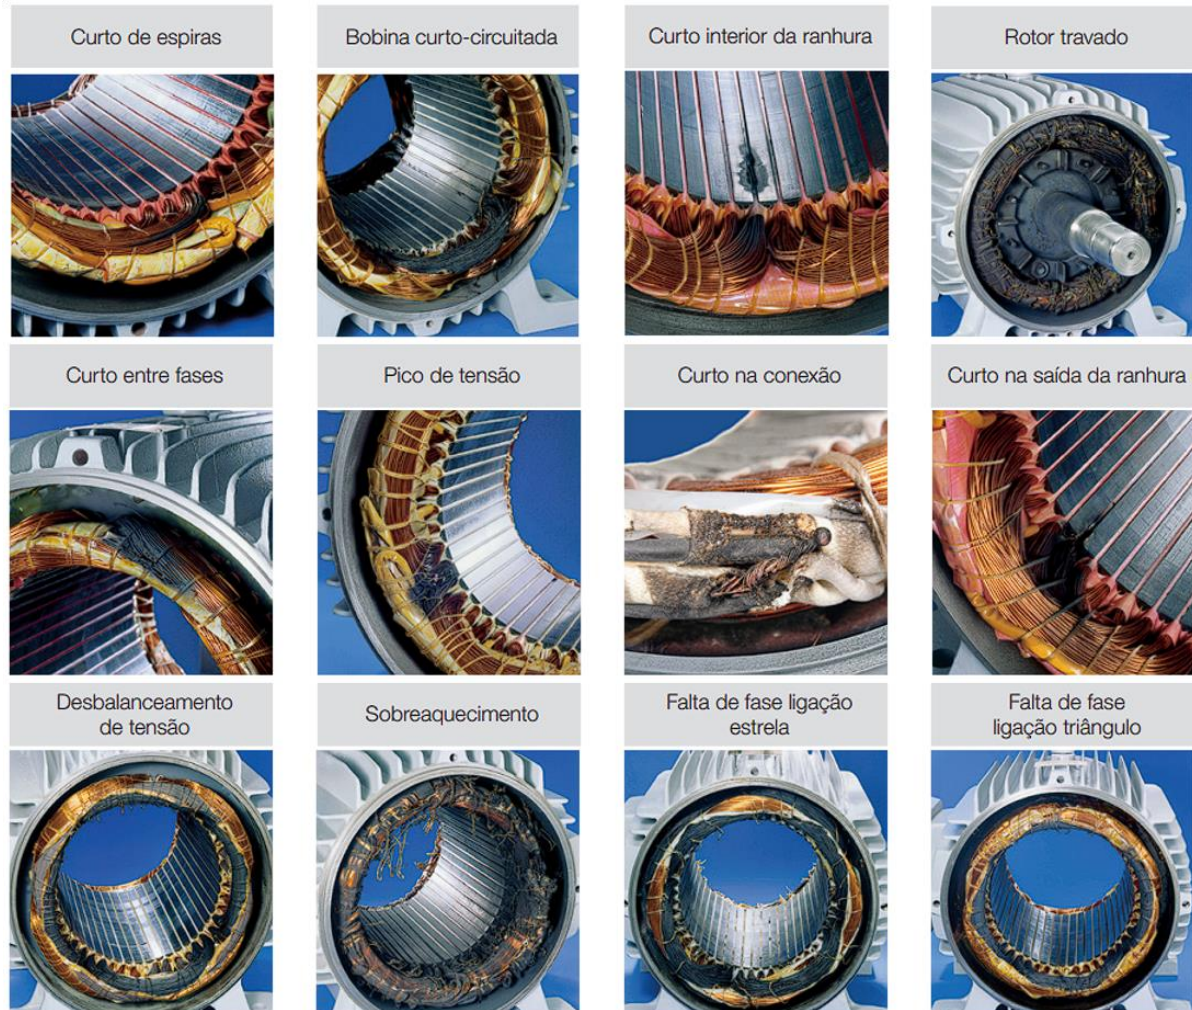 Curto de espiras
Bobina curto-circuitada
Curto interior da ranhura
Rotor travado
Curto entre fases
Pico de tensão
Curto na conexão
Curto na saída da ranhura
Desbalanceamento
de tensão
Sobreaquecimento
Falta de fase ligação
estrela
Falta de fase
ligação triângulo